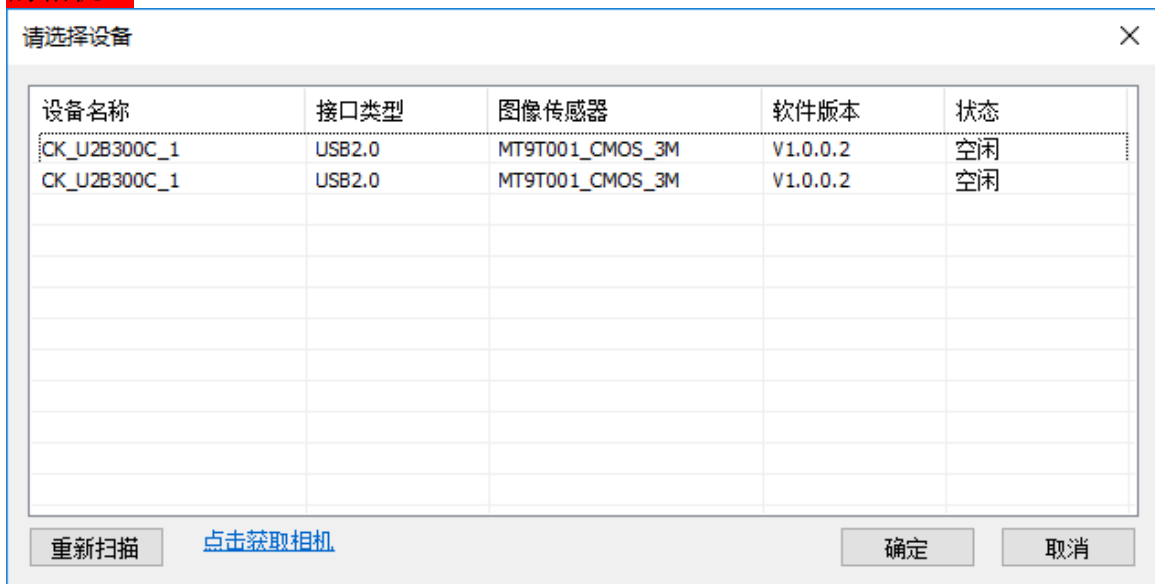 请选择设备
设备名称 接口类型 图像传感器 软件版本 状态
CK_U2B300C_1 USB2.0 MT9T001_CMOS_3M V1.0.0.2 空闲
CK_U2B300C_1 USB2.0 MT9T001_CMOS_3M V1.0.0.2 空闲
重新扫描 点击获取相机 确定 取消